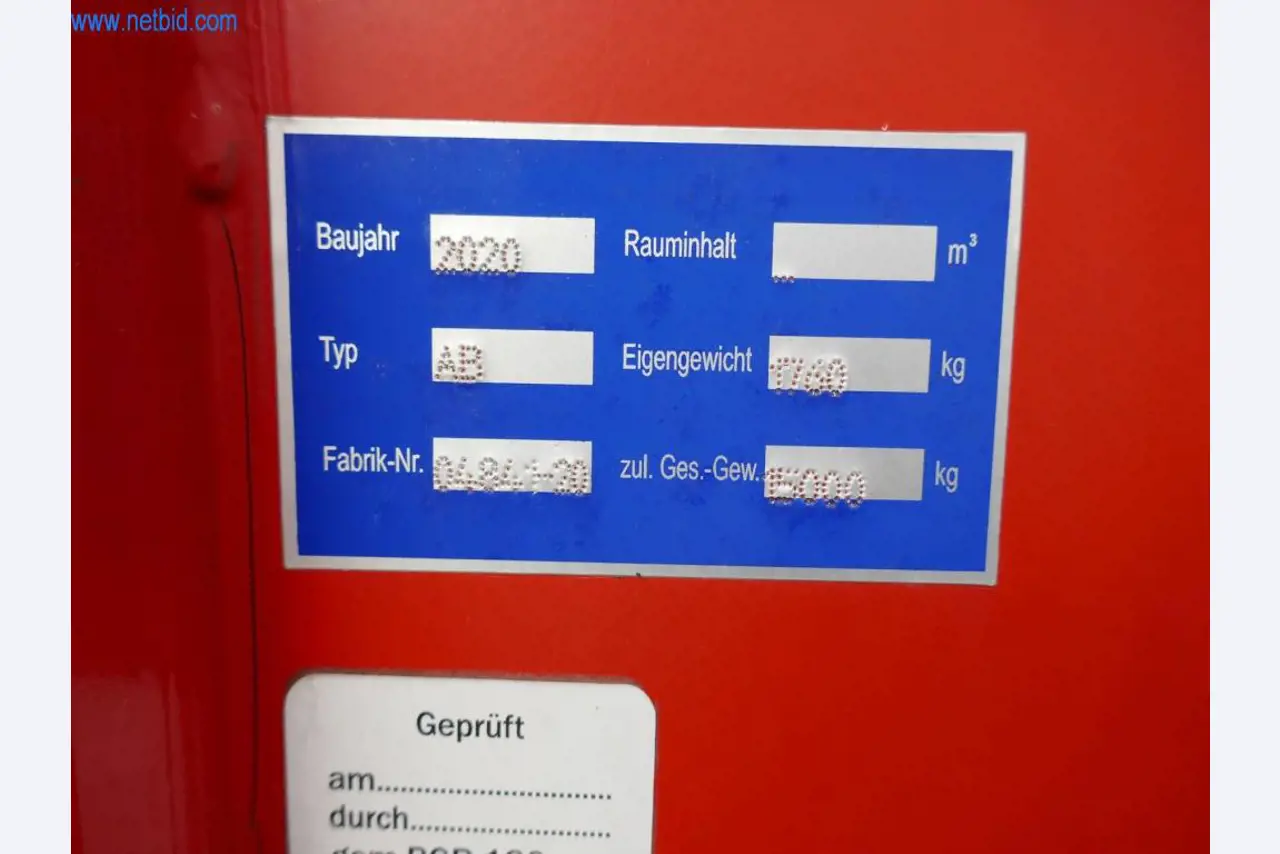 www.netbid.com
Baujahr 2020 Rauminhalt ... m³
Typ AB Eigengewicht 1760 kg
Fabrik-Nr. zul. Ges.-Gew. 15000 kg
Geprüft
am..............................
durch..........................